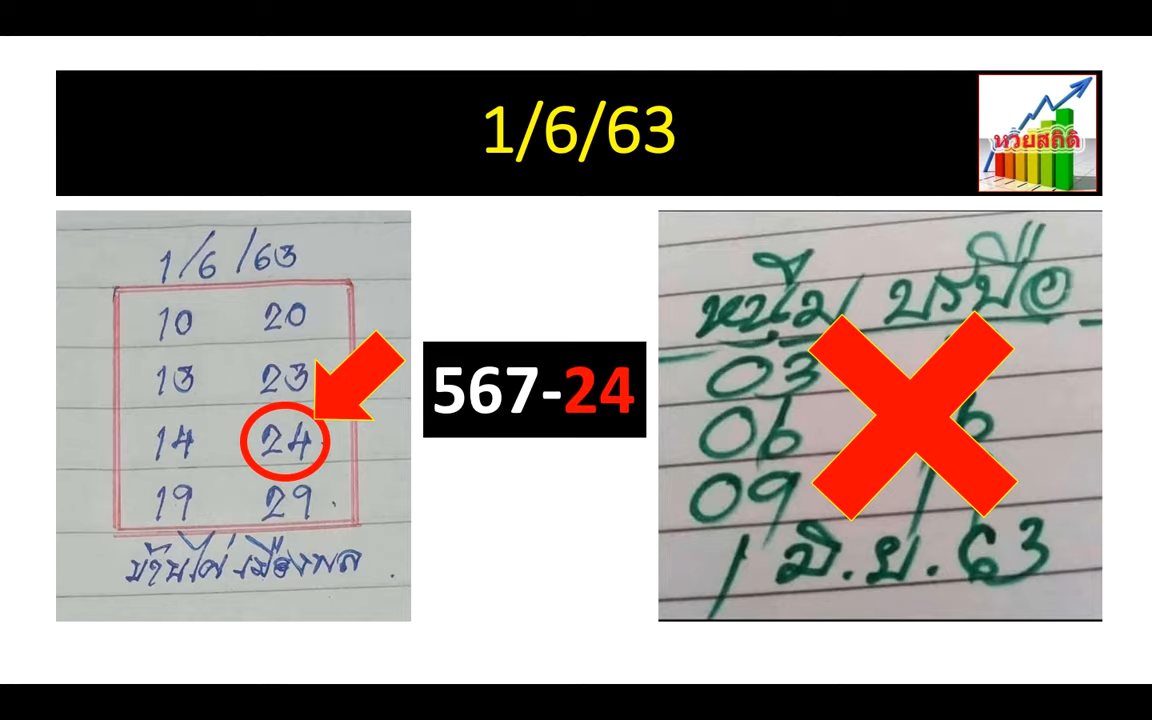 1/6/63
หวยสถิติ
1/6/63
10 20
13 23
14 24
19 29
บ้านไผ่ เมืองพล
567-24
หนุ่ม บรบือ
03
06
09
1 มิ.ย. 63